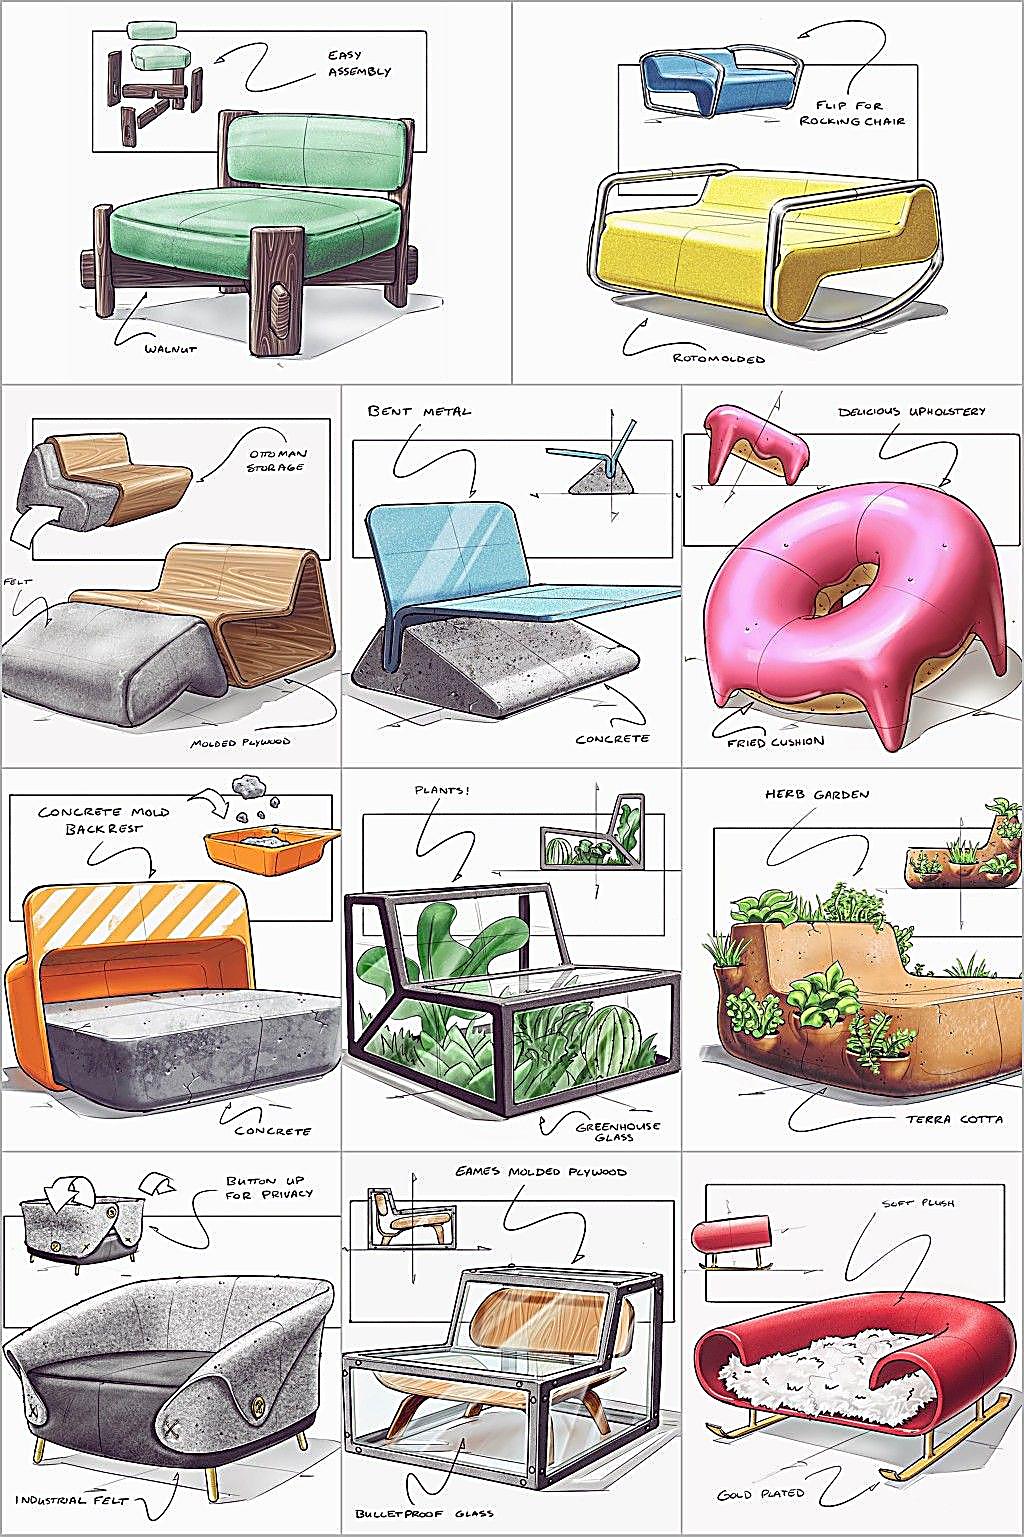 EASY
ASSEMBLY
WALNUT
FLIP FOR
ROCKING CHAIR
ROTOMOLDED
OTTOMAN
STORAGE
FELT
MOLDED PLYWOOD
BENT METAL
CONCRETE
DELICIOUS UPHOLSTERY
FRIED CUSHION
CONCRETE MOLD
BACKREST
CONCRETE
PLANTS!
GREENHOUSE
GLASS
HERB GARDEN
TERRA COTTA
BUTTON UP
FOR PRIVACY
INDUSTRIAL FELT
EAMES MOLDED PLYWOOD
BULLETPROOF GLASS
SOFT PLUSH
GOLD PLATED